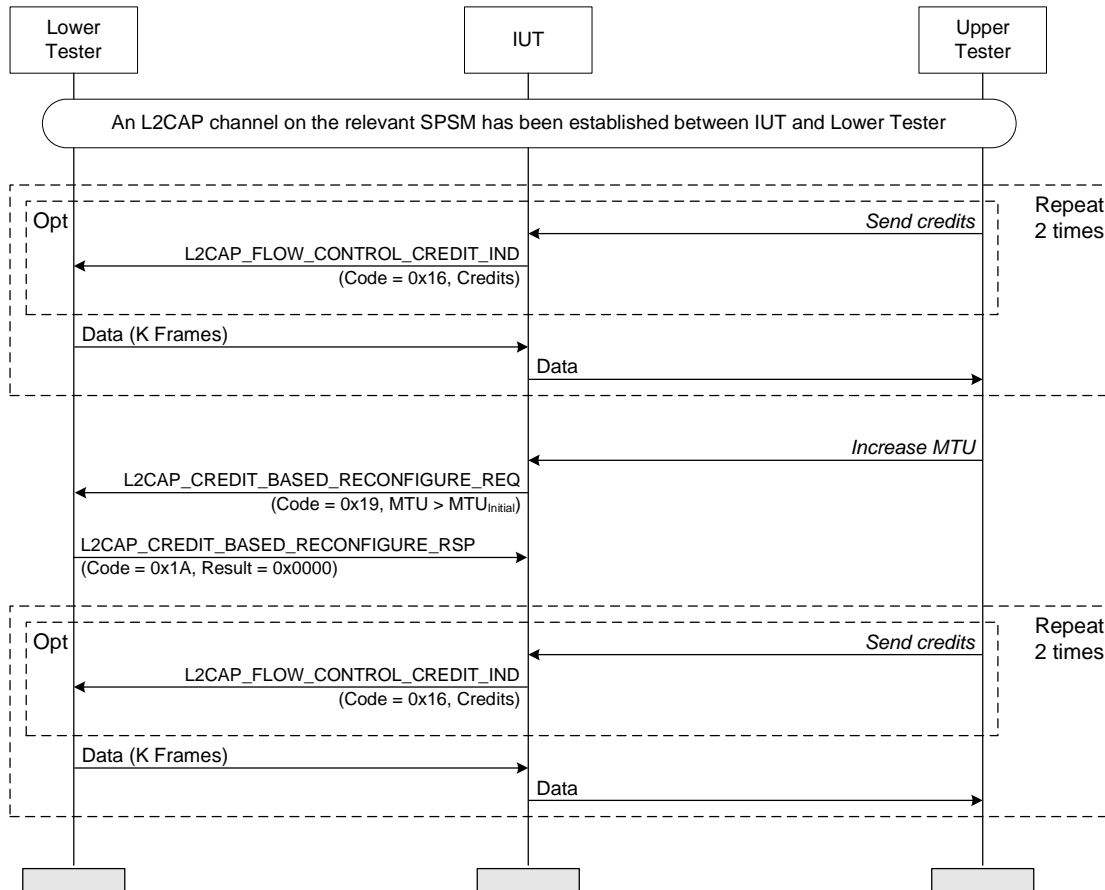 Lower
Tester
IUT
Upper
Tester
An L2CAP channel on the relevant SPSM has been established between IUT and Lower Tester
Repeat
2 times
Opt
Send credits
L2CAP_FLOW_CONTROL_CREDIT_IND
(Code = 0x16, Credits)
Data (K Frames)
Data
Increase MTU
L2CAP_CREDIT_BASED_RECONFIGURE_REQ
(Code = 0x19, MTU > MTUInitial)
L2CAP_CREDIT_BASED_RECONFIGURE_RSP
(Code = 0x1A, Result = 0x0000)
Repeat
2 times
Opt
Send credits
L2CAP_FLOW_CONTROL_CREDIT_IND
(Code = 0x16, Credits)
Data (K Frames)
Data